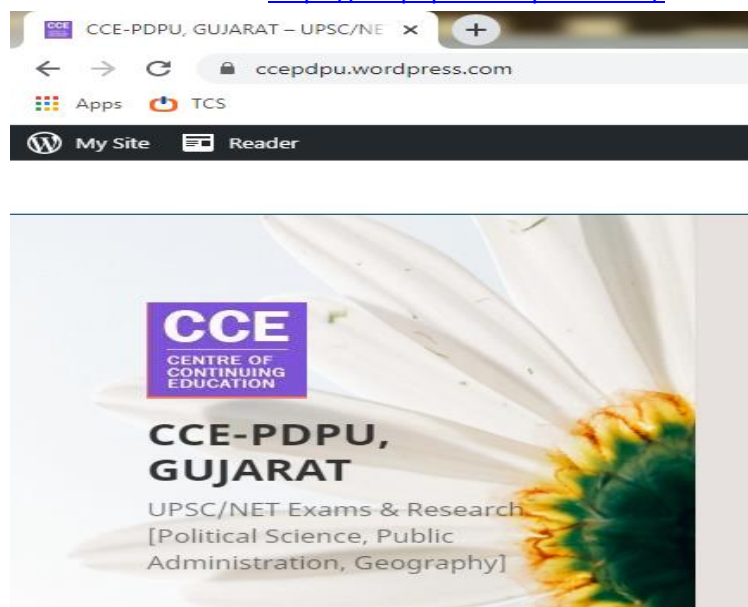 CCE CCE-PDPU, GUJARAT – UPSC/NE
ccepdpu.wordpress.com
Apps TCS
My Site Reader
CCE
CENTRE OF
CONTINUING
EDUCATION
CCE-PDPU,
GUJARAT
UPSC/NET Exams & Research
[Political Science, Public
Administration, Geography]